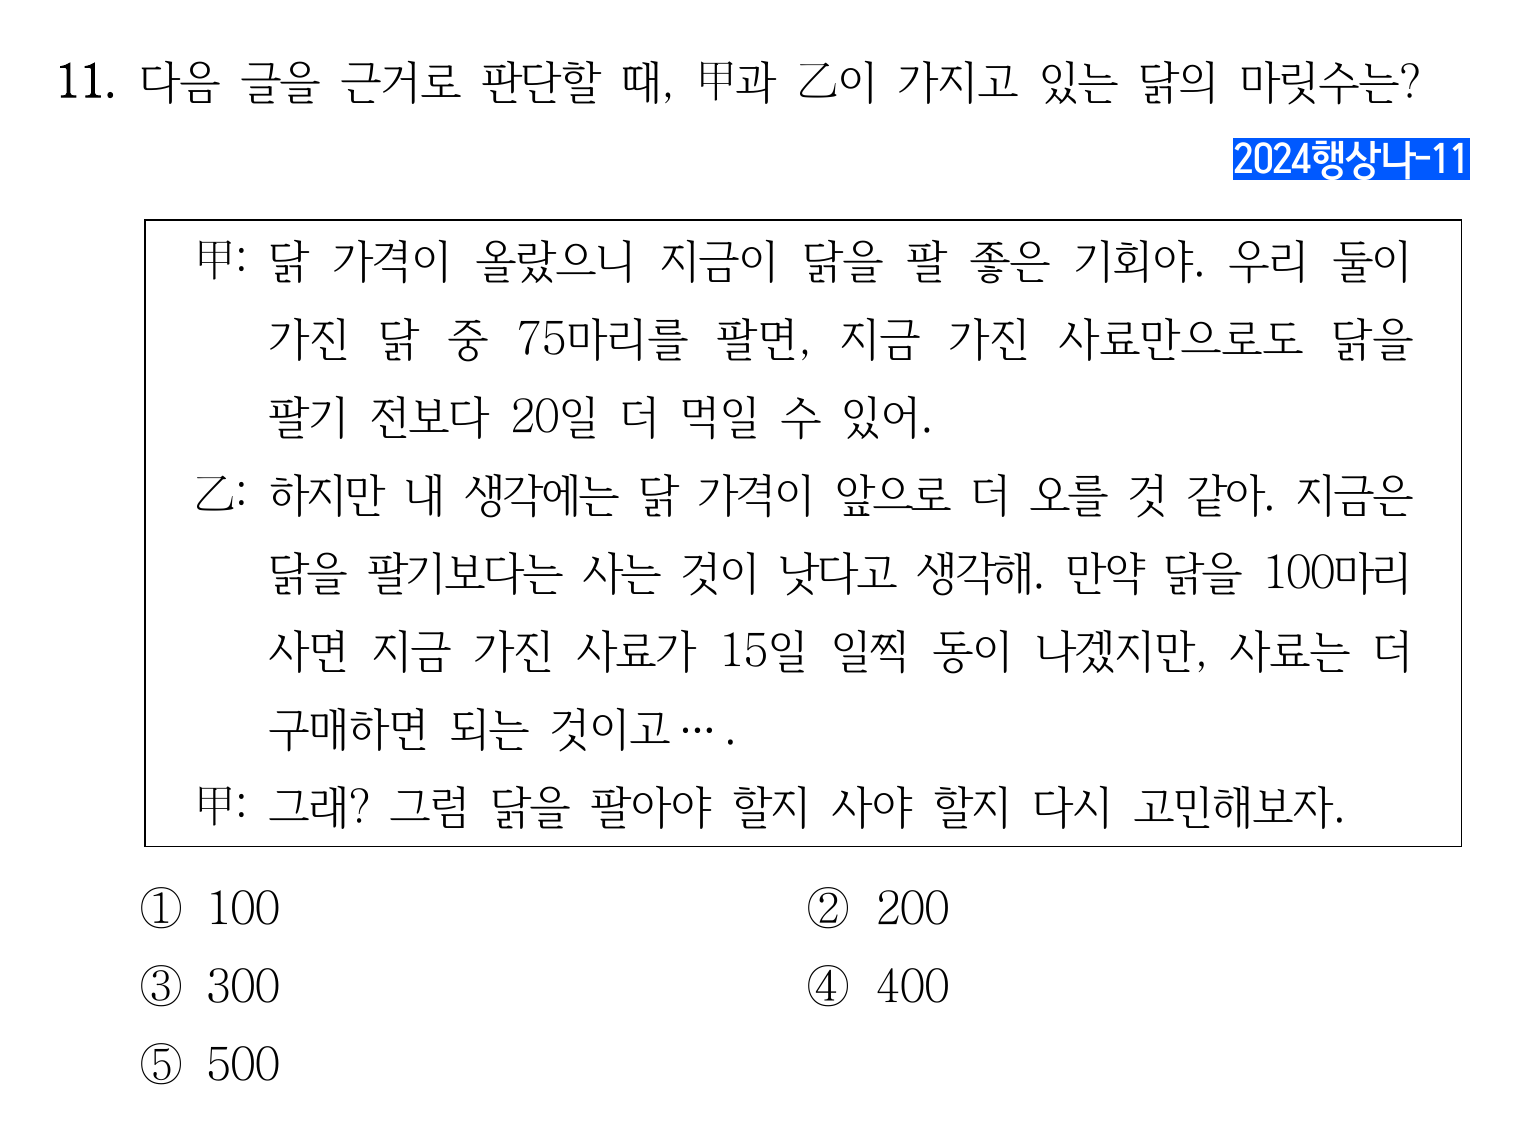 11. 다음 글을 근거로 판단할 때, 甲과 乙이 가지고 있는 닭의 마릿수는?
2024행상나-11
甲: 닭 가격이 올랐으니 지금이 닭을 팔 좋은 기회야. 우리 둘이
가진 닭 중 75마리를 팔면, 지금 가진 사료만으로도 닭을
팔기 전보다 20일 더 먹일 수 있어.
乙: 하지만 내 생각에는 닭 가격이 앞으로 더 오를 것 같아. 지금은
닭을 팔기보다는 사는 것이 낫다고 생각해. 만약 닭을 100마리
사면 지금 가진 사료가 15일 일찍 동이 나겠지만, 사료는 더
구매하면 되는 것이고….
甲: 그래? 그럼 닭을 팔아야 할지 사야 할지 다시 고민해보자.
① 100 ② 200
③ 300 ④ 400
⑤ 500